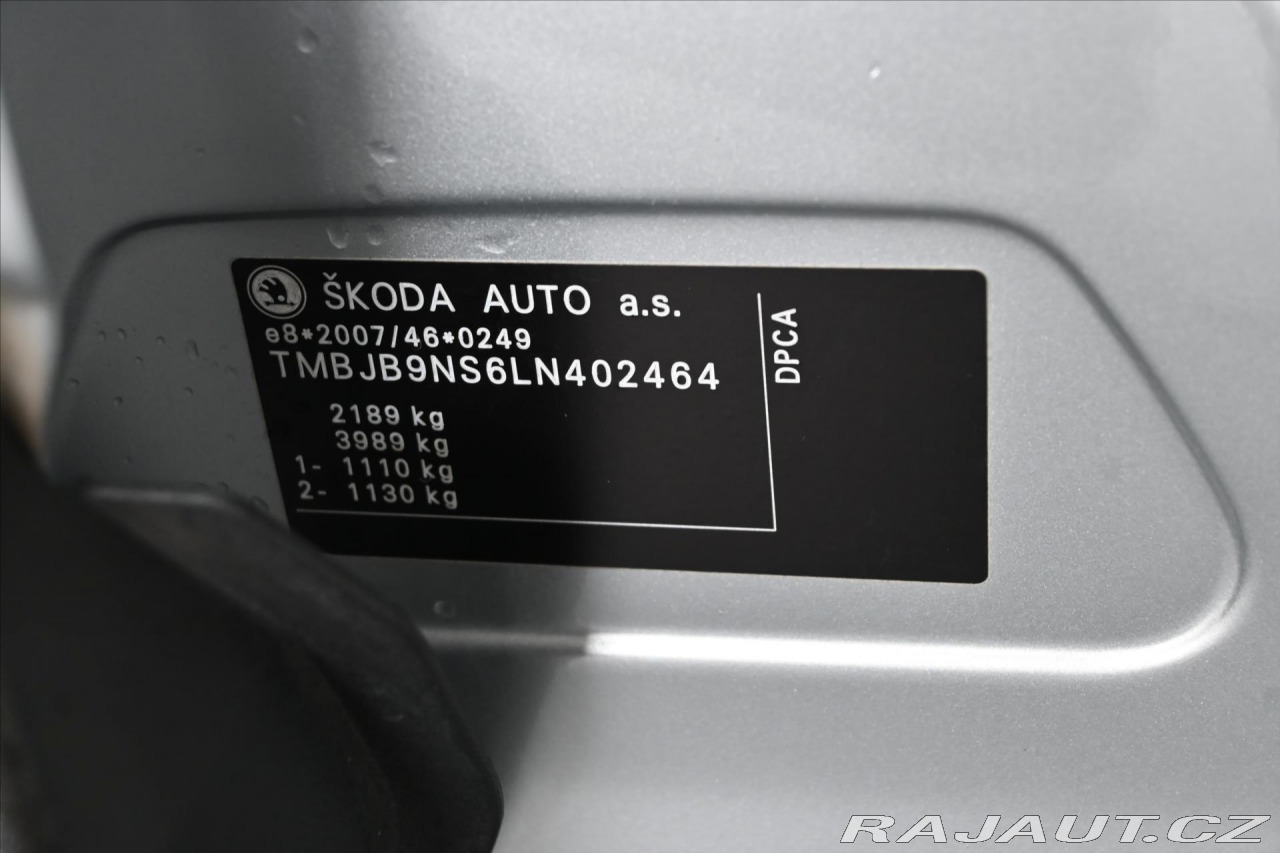 ŠKODA AUTO a.s.
e8*2007/46*0249
TMBJB9NS6LN402464
2189 kg
3989 kg
1- 1110 kg
2- 1130 kg
DPCA
RAJAUT.CZ